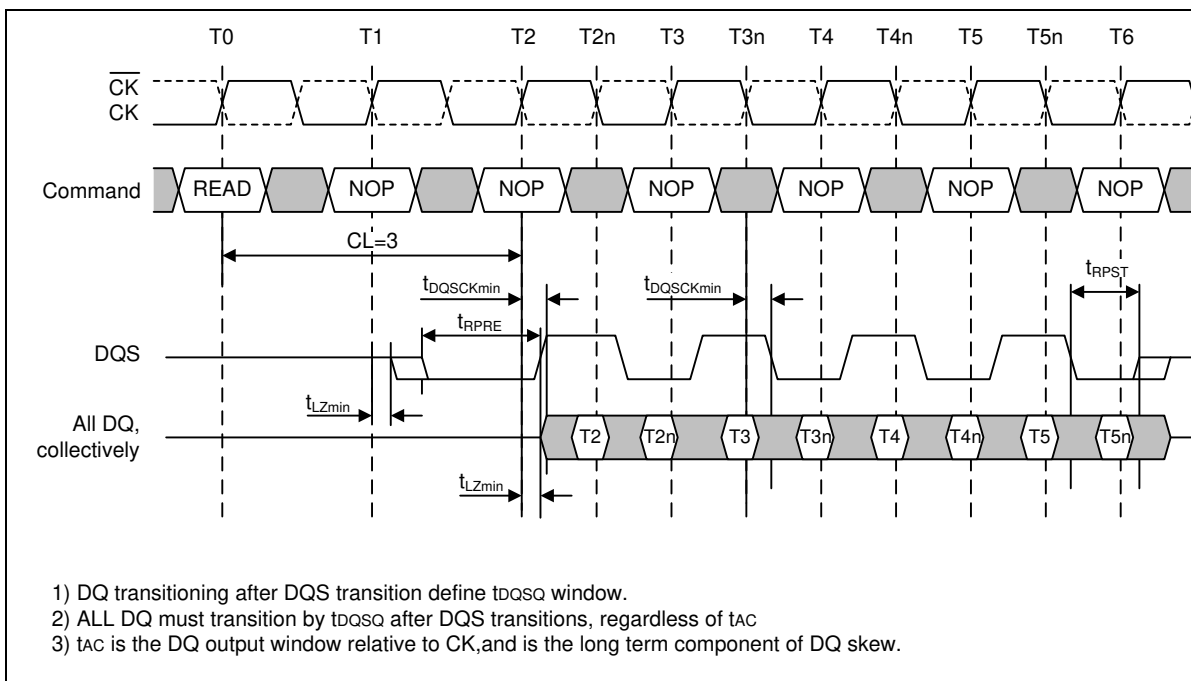 T0 T1 T2 T2n T3 T3n T4 T4n T5 T5n T6
CK
CK
Command READ NOP NOP NOP NOP NOP NOP
CL=3
tDQSCKmin tDQSCKmin tRPST
tRPRE
DQS
tLZmin
All DQ,
collectively T2 T2n T3 T3n T4 T4n T5 T5n
tLZmin
1) DQ transitioning after DQS transition define tDQSQ window.
2) ALL DQ must transition by tDQSQ after DQS transitions, regardless of tAC
3) tAC is the DQ output window relative to CK,and is the long term component of DQ skew.